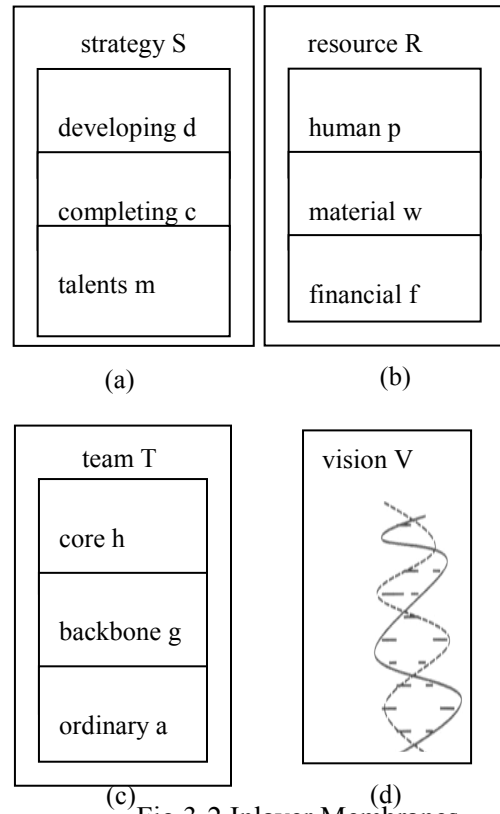 strategy S
developing d
completing c
talents m
(a)
resource R
human p
material w
financial f
(b)
team T
core h
backbone g
ordinary a
(c)
vision V
(d)
Fig 3-2 Inlayer Membranes